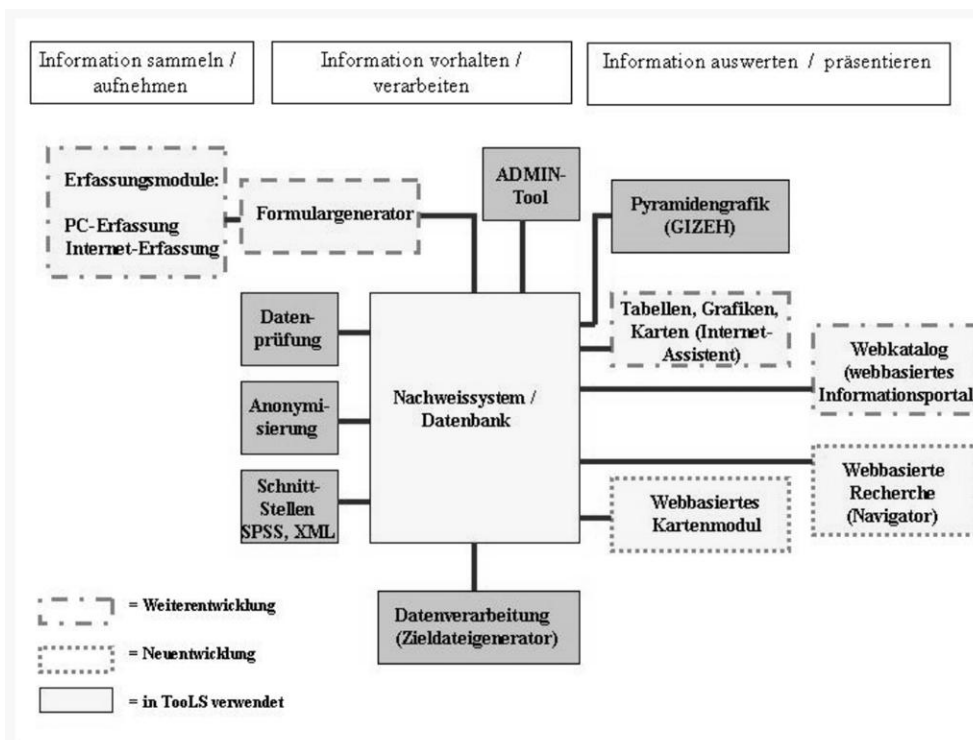 Information sammeln /
aufnehmen
Information vorhalten /
verarbeiten
Information auswerten / präsentieren
Erfassungsmodule:
PC-Erfassung
Internet-Erfassung
Formulargenerator
ADMIN-
Tool
Pyramidengrafik
(GIZEH)
Daten-
prüfung
Anonymi-
sierung
Schnitt-
Stellen
SPSS, XML
Nachweissystem /
Datenbank
Tabellen, Grafiken,
Karten (Internet-
Assistent)
Webkatalog
(webbasiertes
Informationsportal
Webbasierte
Recherche
(Navigator)
Webbasiertes
Kartenmodul
Datenverarbeitung
(Zieldateigenerator)
= Weiterentwicklung
= Neuentwicklung
= in TooLS verwendet